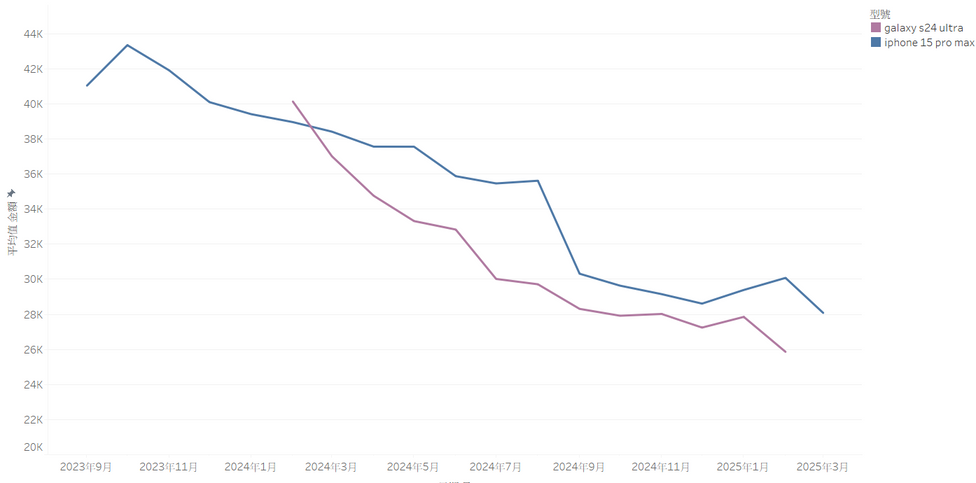 型號
galaxy s24 ultra
iphone 15 pro max
44K
42K
40K
38K
36K
34K
32K
30K
28K
26K
24K
22K
20K
平均值 金額
2023年9月
2023年11月
2024年1月
2024年3月
2024年5月
2024年7月
2024年9月
2024年11月
2025年1月
2025年3月